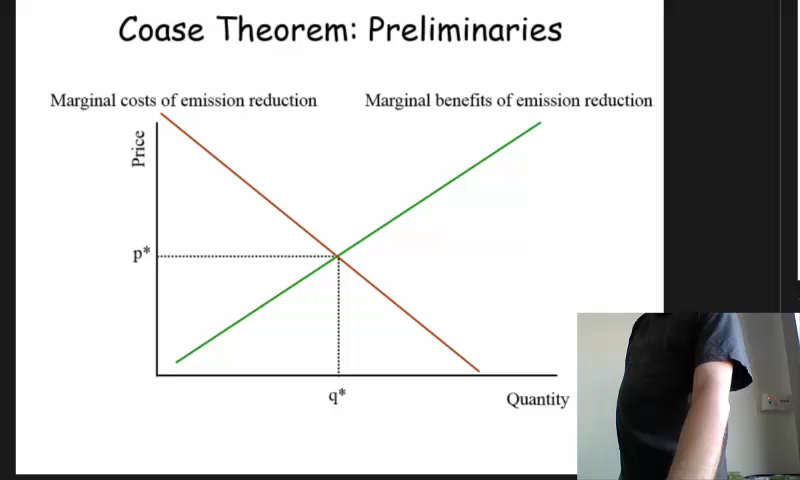 Coase Theorem: Preliminaries
Marginal costs of emission reduction
Marginal benefits of emission reduction
Price
p*
q*
Quantity